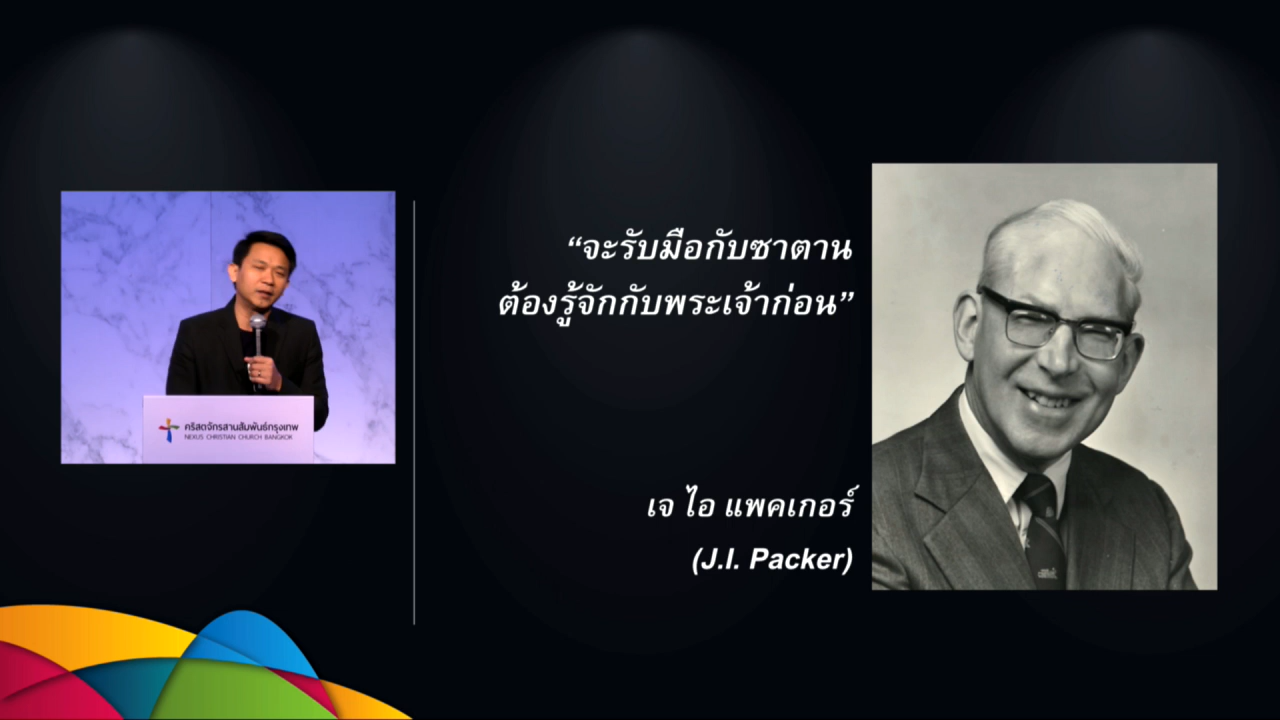 คริสตจักรสานสัมพันธ์กรุงเทพ
NEXUS CHRISTIAN CHURCH BANGKOK
“จะรับมือกับซาตาน
ต้องรู้จักกับพระเจ้าก่อน”
เจ ไอ แพคเกอร์
(J.I. Packer)